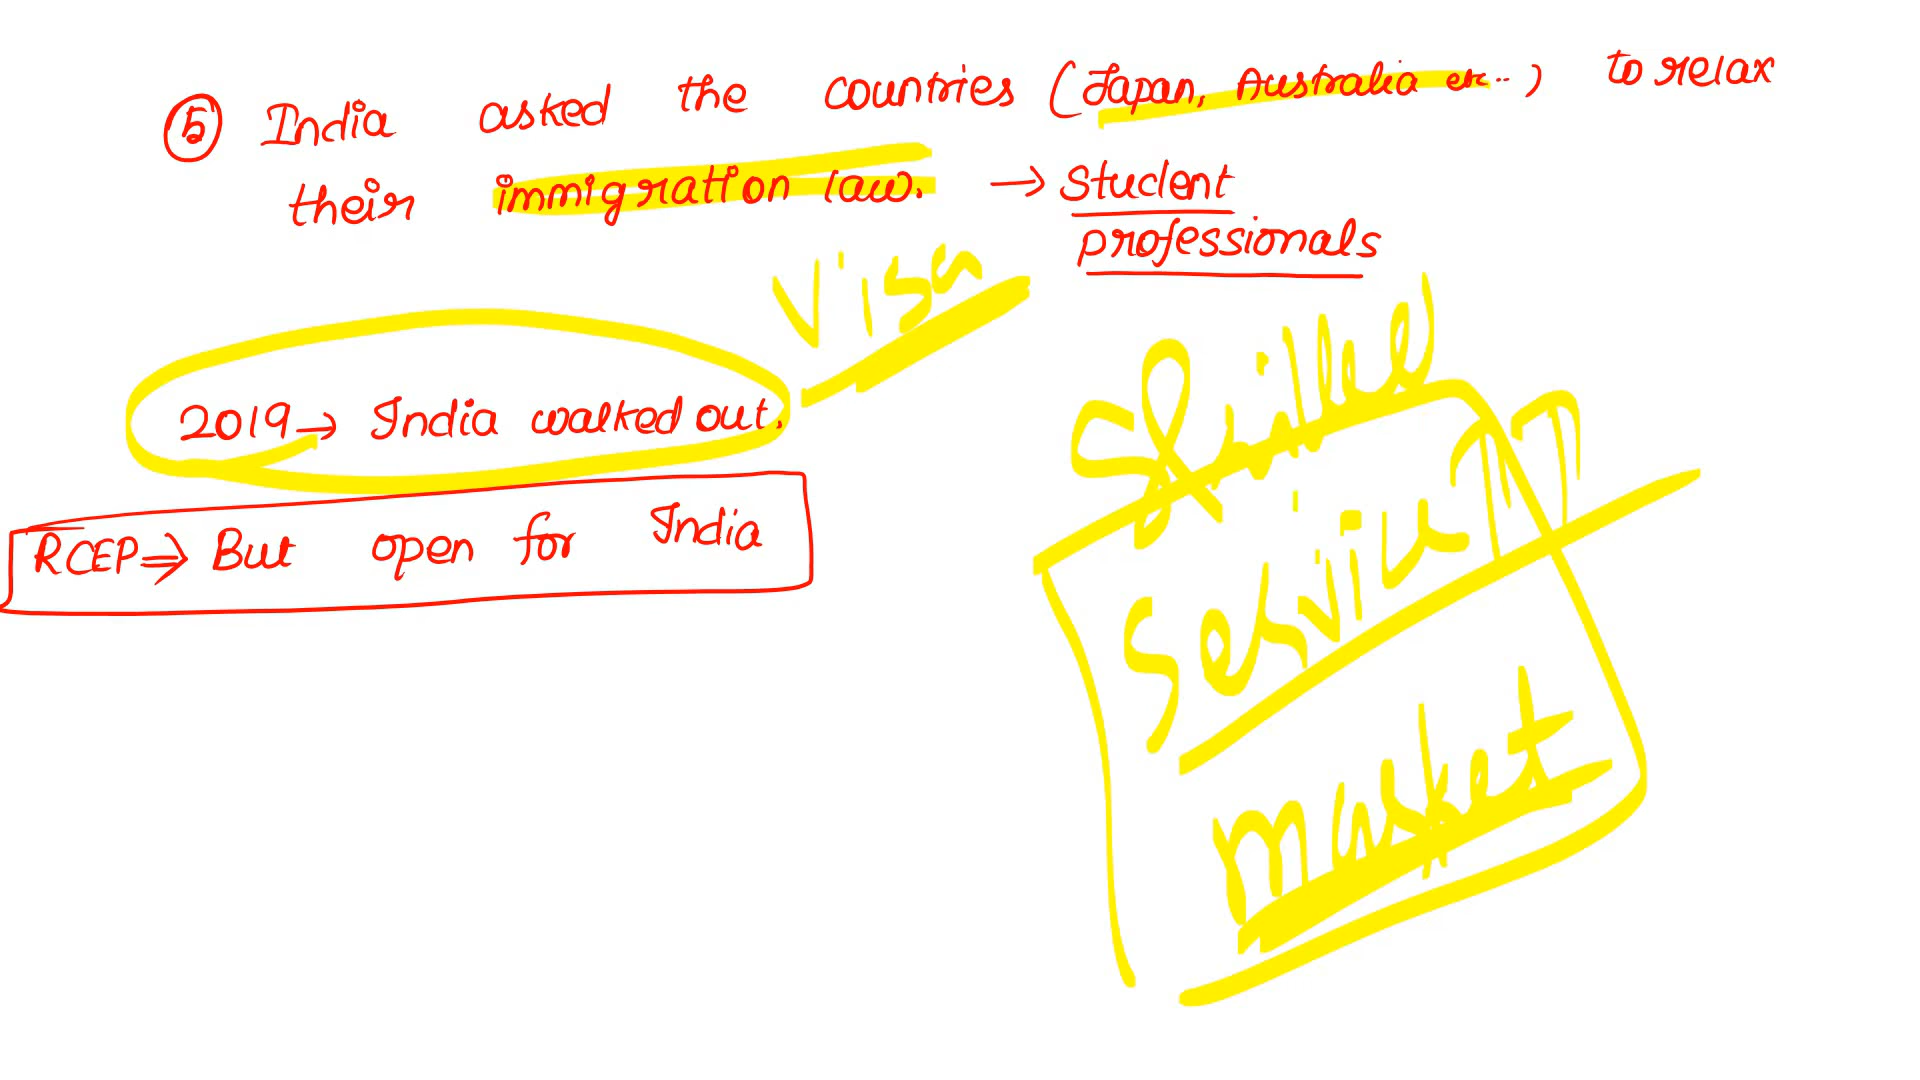 ⑤ India asked the countries (Japan, Australia etc..) to relax
their immigration law. → Student
professionals
Visa
2019 → India walked out.
RCEP ⇒ But open for India
Skilled
Service
market